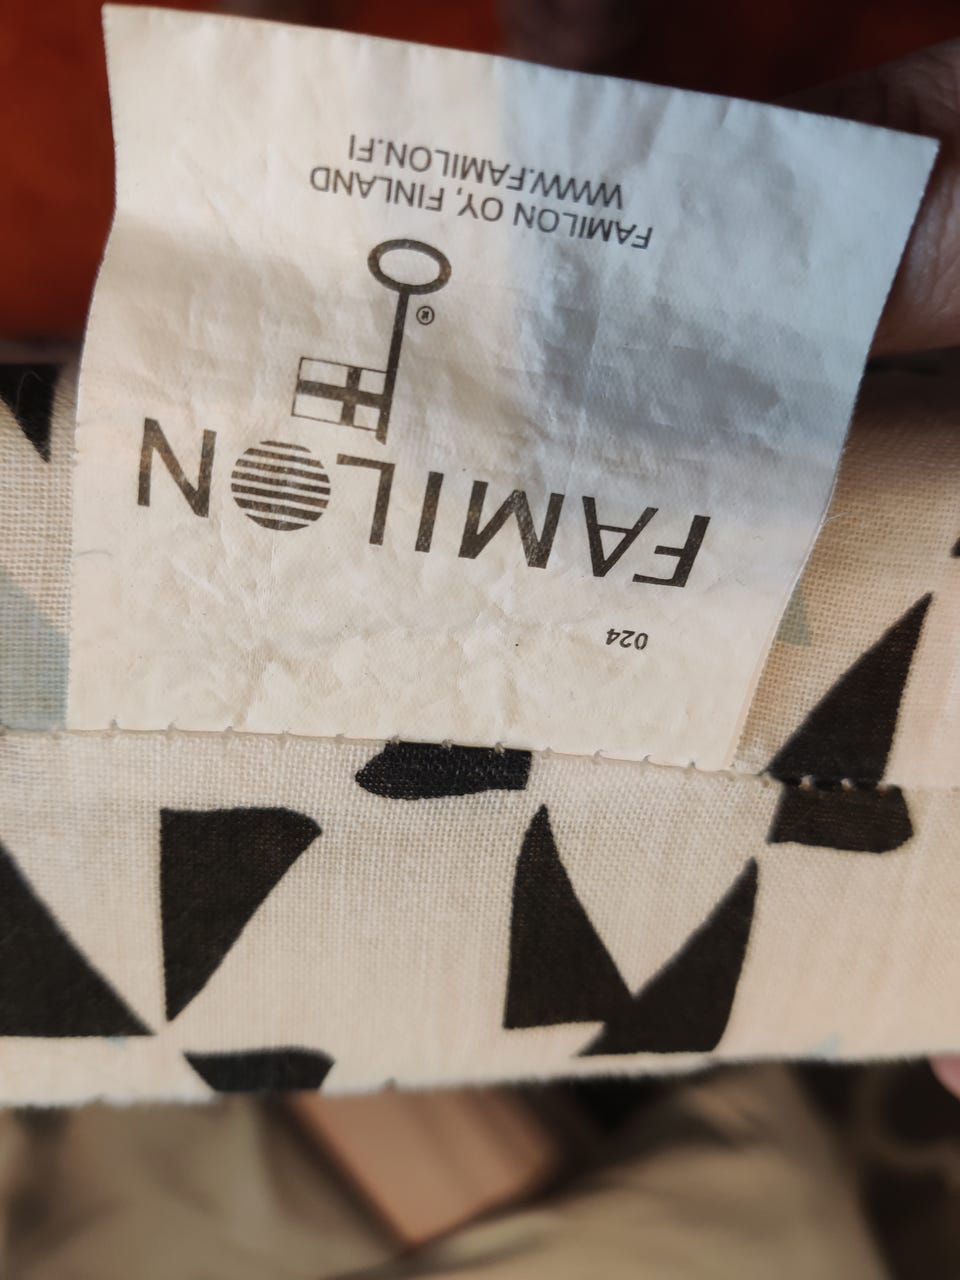 024
FAMILON
®
FAMILON OY, FINLAND
WWW.FAMILON.FI